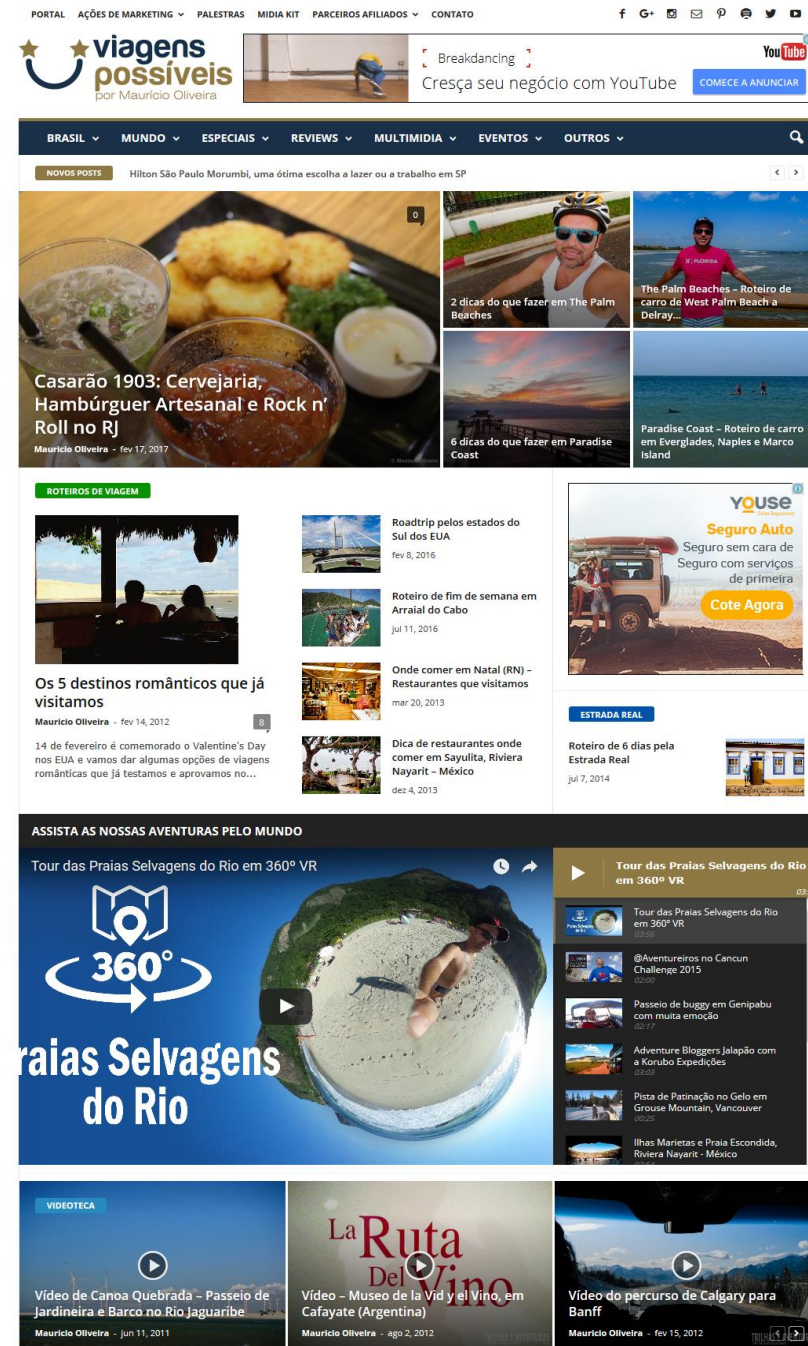 PORTAL AÇÕES DE MARKETING PALESTRAS MIDIA KIT PARCEIROS AFILIADOS CONTATO
viagens
possíveis
por Maurício Oliveira
Breakdancing
Cresça seu negócio com YouTube
YouTube
COMECE A ANUNCIAR
BRASIL MUNDO ESPECIAIS REVIEWS MULTIMIDIA EVENTOS OUTROS
NOVOS POSTS Hilton São Paulo Morumbi, uma ótima escolha a lazer ou a trabalho em SP
0
Casarão 1903: Cervejaria,
Hambúrguer Artesanal e Rock n'
Roll no RJ
Mauricio Oliveira - fev 17, 2017
2 dicas do que fazer em The Palm
Beaches
FLORIDA
The Palm Beaches – Roteiro de
carro de West Palm Beach a
Delray...
6 dicas do que fazer em Paradise
Coast
Paradise Coast – Roteiro de carro
em Everglades, Naples e Marco
Island
ROTEIROS DE VIAGEM
Os 5 destinos românticos que já
visitamos
Mauricio Oliveira - fev 14, 2012
8
14 de fevereiro é comemorado o Valentine's Day
nos EUA e vamos dar algumas opções de viagens
românticas que já testamos e aprovamos no...
Roadtrip pelos estados do
Sul dos EUA
fev 8, 2016
Roteiro de fim de semana em
Arraial do Cabo
jul 11, 2016
Onde comer em Natal (RN) –
Restaurantes que visitamos
mar 20, 2013
Dica de restaurantes onde
comer em Sayulita, Riviera
Nayarit – México
dez 4, 2013
YOUSE
Seguro Auto
Seguro sem cara de
Seguro com serviços
de primeira
Cote Agora
ESTRADA REAL
Roteiro de 6 dias pela
Estrada Real
jul 7, 2014
ASSISTA AS NOSSAS AVENTURAS PELO MUNDO
Tour das Praias Selvagens do Rio em 360º VR
360°
raias Selvagens
do Rio
Tour das Praias Selvagens do Rio
em 360º VR
03:
Tour das Praias Selvagens do Rio
em 360º VR
03:56
@Aventureiros no Cancun
Challenge 2015
02:00
Passeio de buggy em Genipabu
com muita emoção
02:17
Adventure Bloggers Jalapão com
a Korubo Expedições
03:03
Pista de Patinação no Gelo em
Grouse Mountain, Vancouver
00:25
Ilhas Marietas e Praia Escondida,
Riviera Nayarit - México
VIDEOTECA
Vídeo de Canoa Quebrada – Passeio de
Jardineira e Barco no Rio Jaguaribe
Mauricio Oliveira - jun 11, 2011
La Ruta
Del Vino
Vídeo – Museo de la Vid y el Vino, em
Cafayate (Argentina)
Mauricio Oliveira - ago 2, 2012
Vídeo do percurso de Calgary para
Banff
Mauricio Oliveira - fev 15, 2012